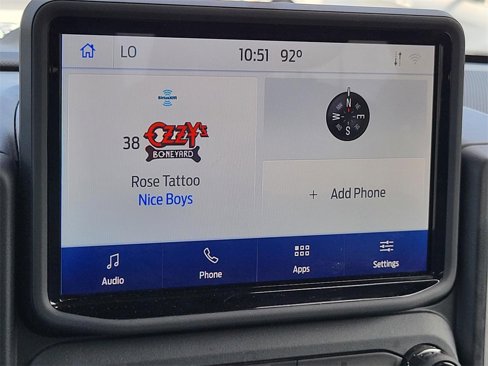 LO
10:51 92°
SiriusXM
38 OZZY's
BONEYARD
Rose Tattoo
Nice Boys
N
W E
S
+ Add Phone
Audio
Phone
Apps
Settings